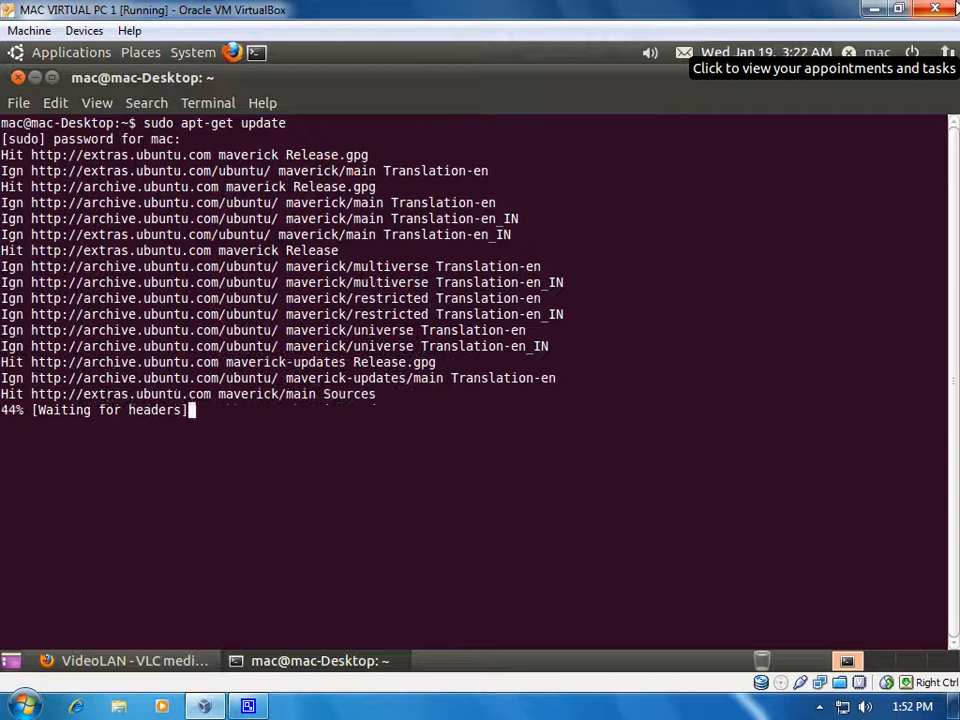 MAC VIRTUAL PC 1 [Running] - Oracle VM VirtualBox
Machine Devices Help
Applications Places System Wed Jan 19, 3:22 AM mac
Click to view your appointments and tasks
mac@mac-Desktop: ~
File Edit View Search Terminal Help
mac@mac-Desktop:~$ sudo apt-get update
[sudo] password for mac:
Hit http://extras.ubuntu.com maverick Release.gpg
Ign http://extras.ubuntu.com/ubuntu/ maverick/main Translation-en
Hit http://archive.ubuntu.com maverick Release.gpg
Ign http://archive.ubuntu.com/ubuntu/ maverick/main Translation-en
Ign http://archive.ubuntu.com/ubuntu/ maverick/main Translation-en_IN
Ign http://extras.ubuntu.com/ubuntu/ maverick/main Translation-en_IN
Hit http://extras.ubuntu.com maverick Release
Ign http://archive.ubuntu.com/ubuntu/ maverick/multiverse Translation-en
Ign http://archive.ubuntu.com/ubuntu/ maverick/multiverse Translation-en_IN
Ign http://archive.ubuntu.com/ubuntu/ maverick/restricted Translation-en
Ign http://archive.ubuntu.com/ubuntu/ maverick/restricted Translation-en_IN
Ign http://archive.ubuntu.com/ubuntu/ maverick/universe Translation-en
Ign http://archive.ubuntu.com/ubuntu/ maverick/universe Translation-en_IN
Hit http://archive.ubuntu.com maverick-updates Release.gpg
Ign http://archive.ubuntu.com/ubuntu/ maverick-updates/main Translation-en
Hit http://extras.ubuntu.com maverick/main Sources
44% [Waiting for headers]
VideoLAN - VLC medi... mac@mac-Desktop: ~
Right Ctrl
1:52 PM